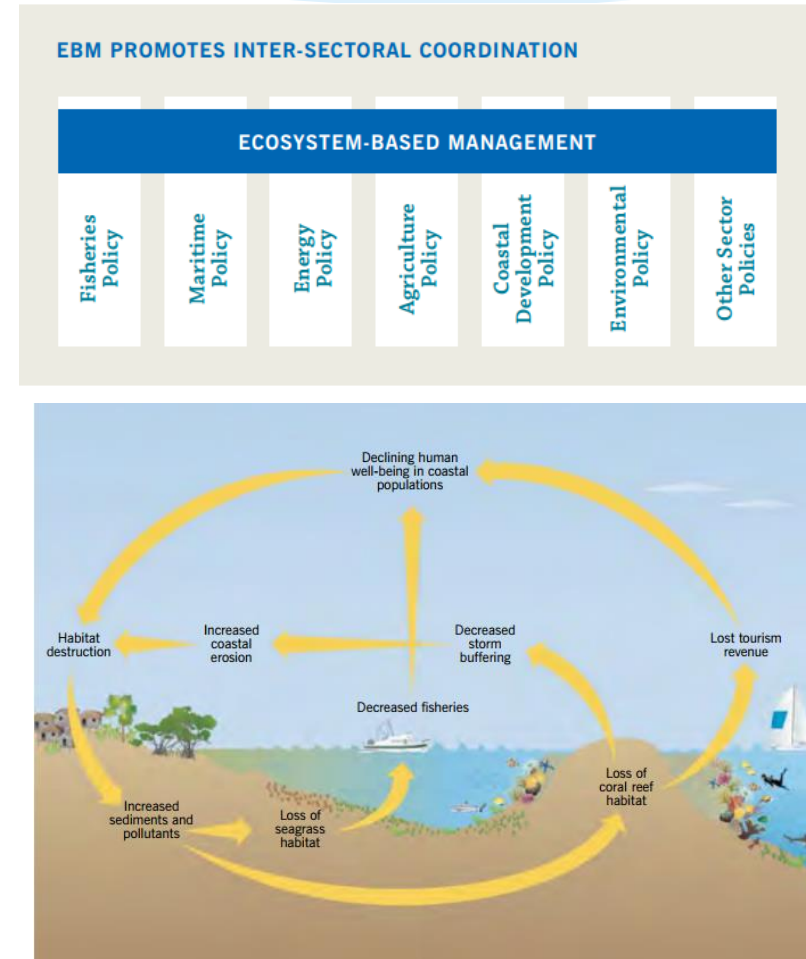 EBM PROMOTES INTER-SECTORAL COORDINATION
ECOSYSTEM-BASED MANAGEMENT
Fisheries
Policy
Maritime
Policy
Energy
Policy
Agriculture
Policy
Coastal
Development
Policy
Environmental
Policy
Other Sector
Policies
Declining human
well-being in coastal
populations
Habitat
destruction
Increased
coastal
erosion
Decreased
storm
buffering
Lost tourism
revenue
Decreased fisheries
Increased
sediments and
pollutants
Loss of
seagrass
habitat
Loss of
coral reef
habitat